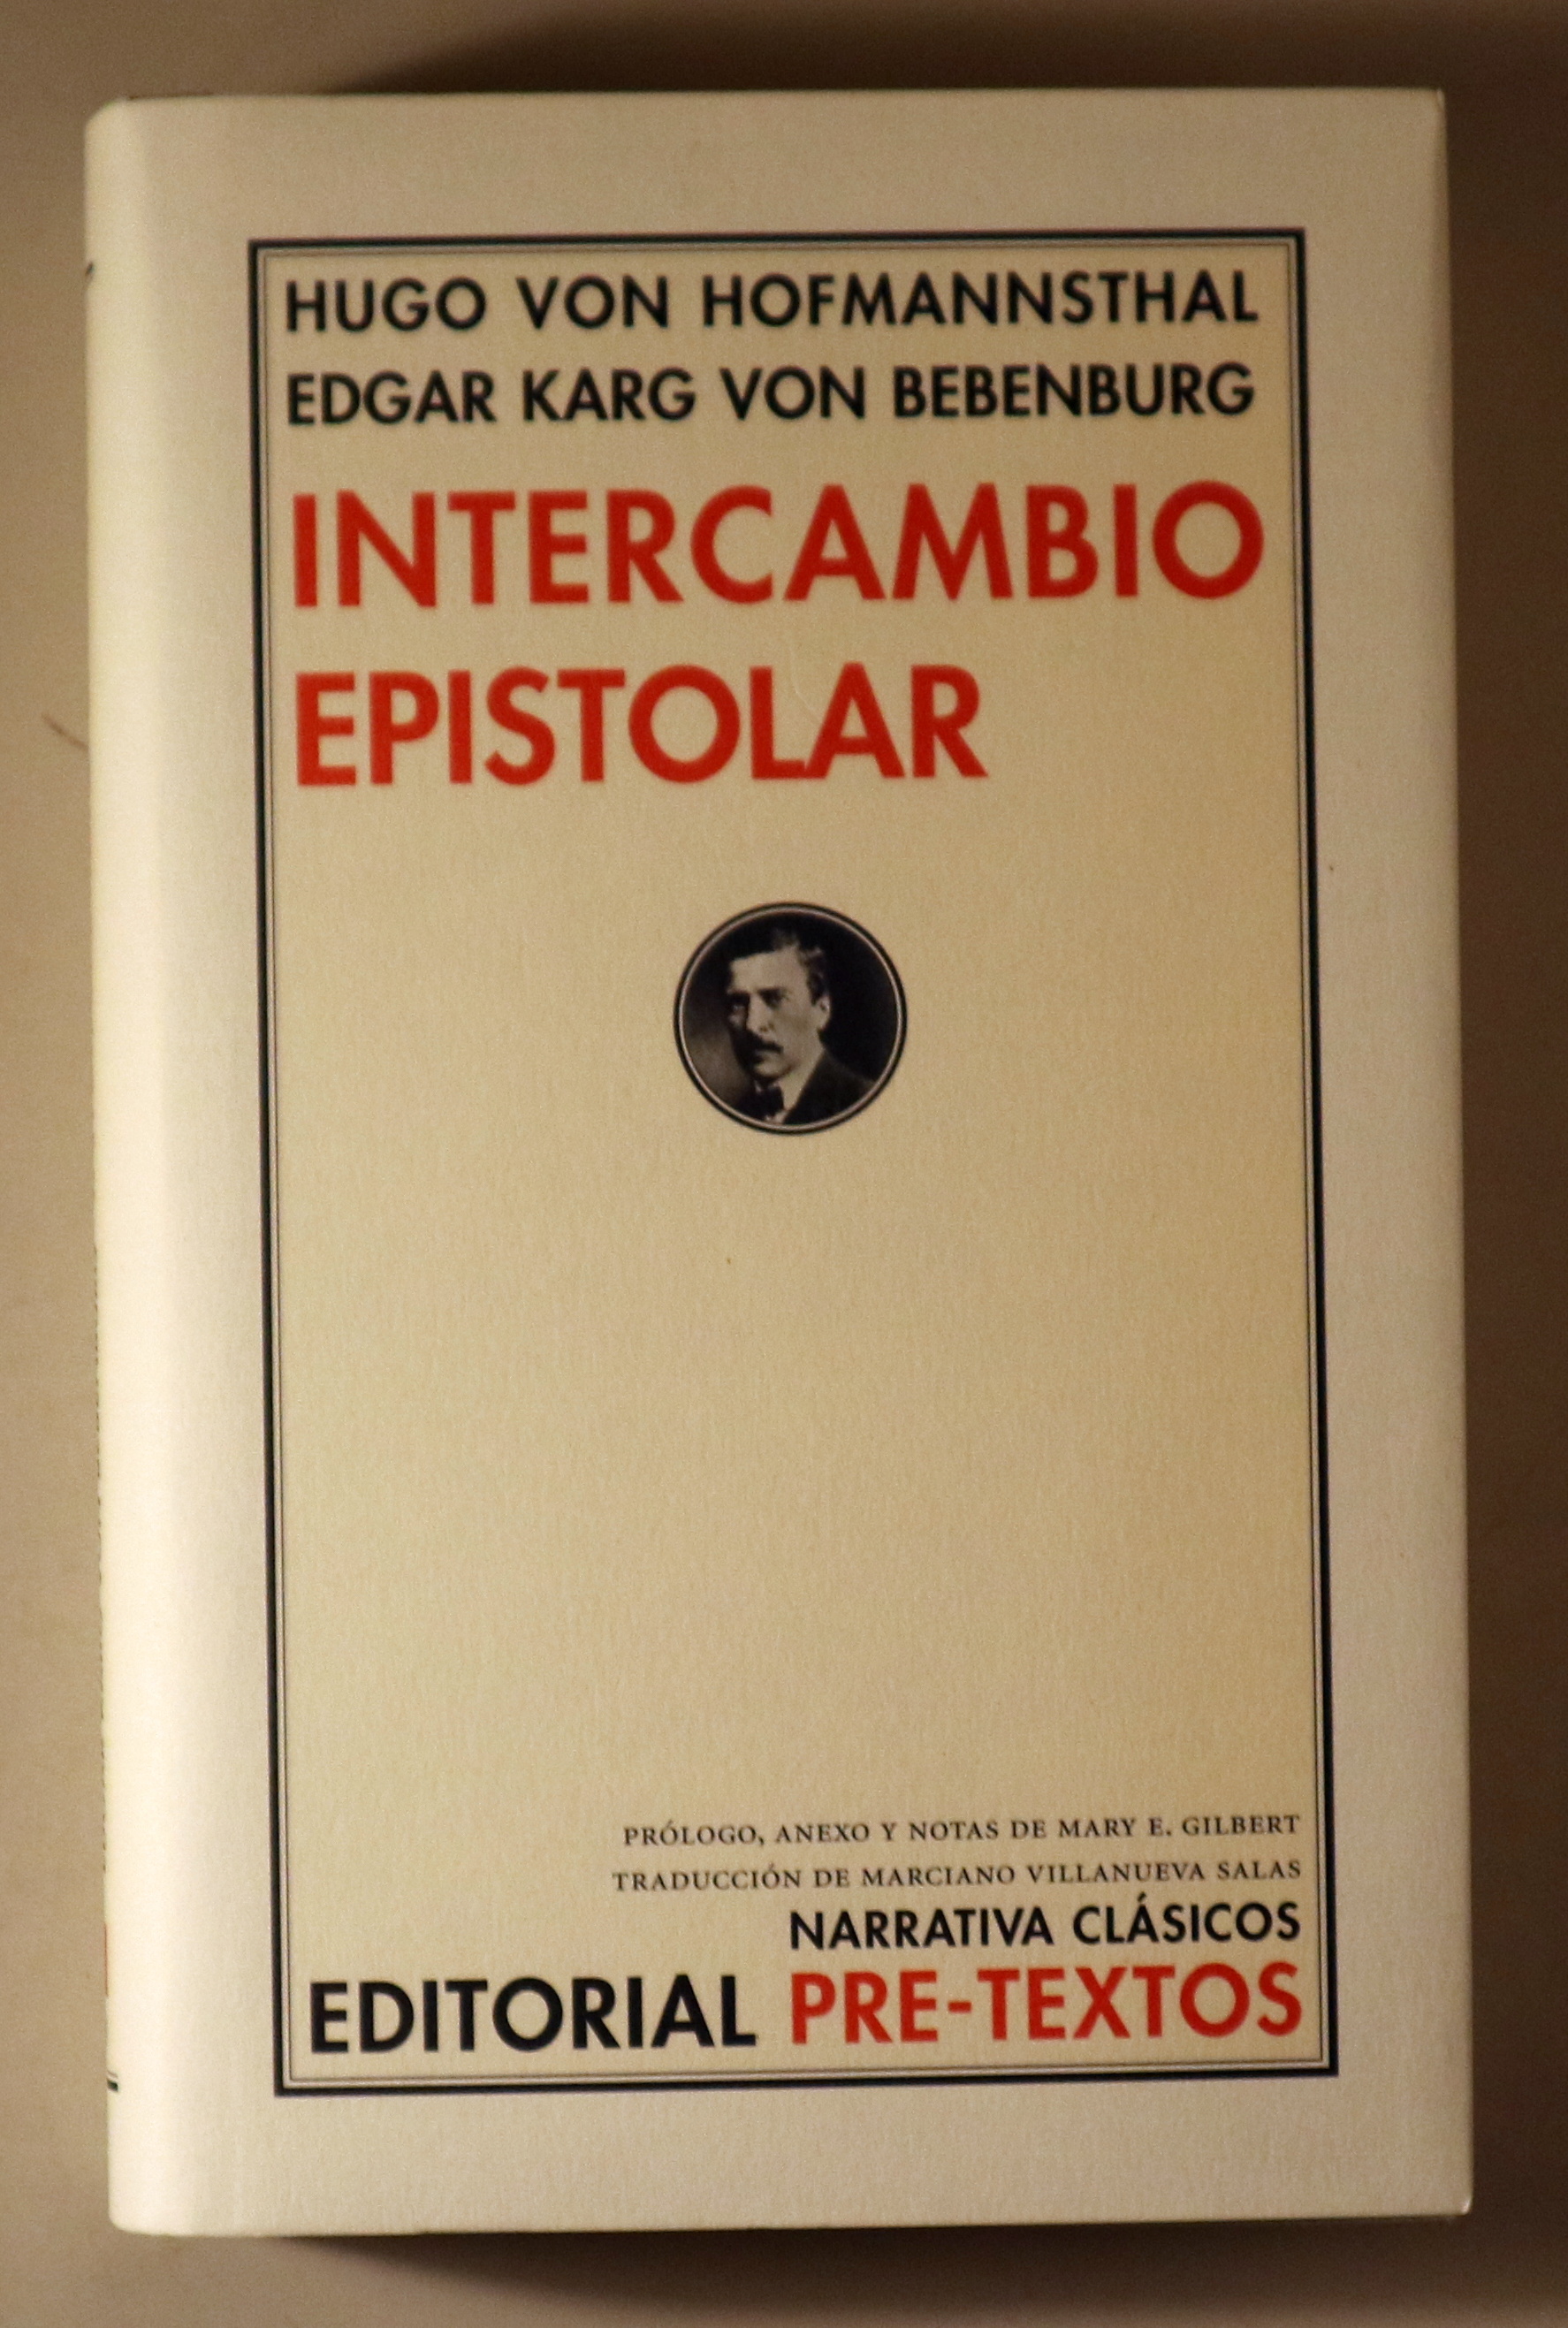 HUGO VON HOFMANNSTHAL
EDGAR KARG VON BEBENBURG
INTERCAMBIO
EPISTOLAR
PRÓLOGO, ANEXO Y NOTAS DE MARY E. GILBERT
TRADUCCIÓN DE MARCIANO VILLANUEVA SALAS
NARRATIVA CLÁSICOS
EDITORIAL PRE-TEXTOS